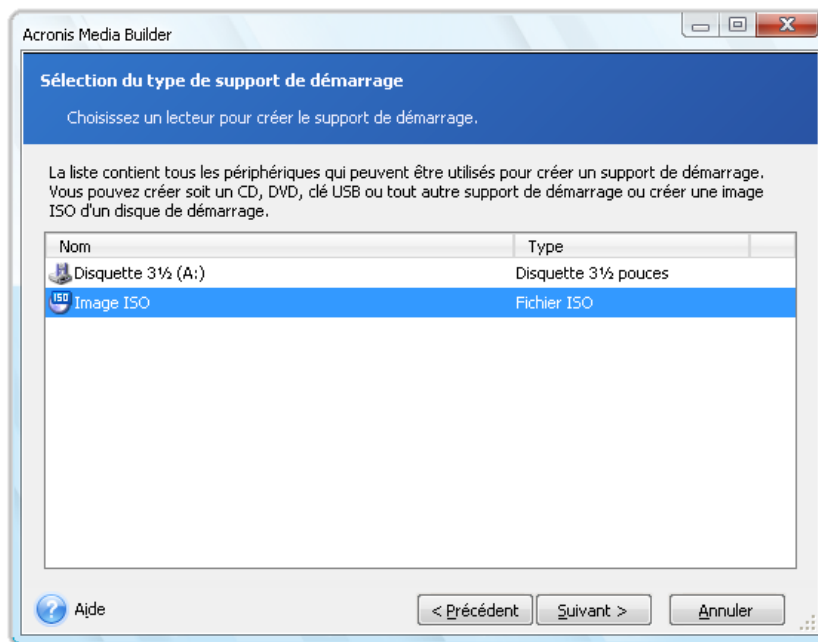 Acronis Media Builder
Sélection du type de support de démarrage
Choisissez un lecteur pour créer le support de démarrage.
La liste contient tous les périphériques qui peuvent être utilisés pour créer un support de démarrage.
Vous pouvez créer soit un CD, DVD, clé USB ou tout autre support de démarrage ou créer une image
ISO d'un disque de démarrage.
Nom Type
Disquette 3½ (A:) Disquette 3½ pouces
ISO Image ISO Fichier ISO
? Aide < Précédent Suivant > Annuler